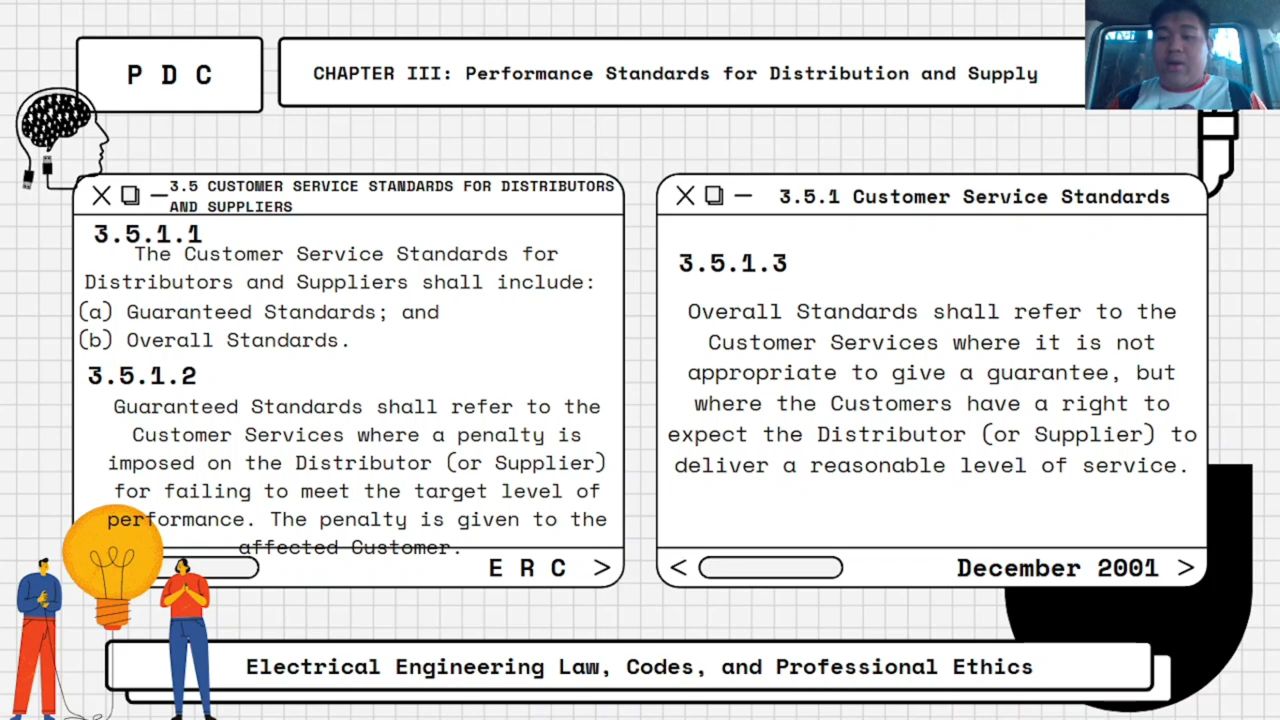 P D C
CHAPTER III: Performance Standards for Distribution and Supply
3.5 CUSTOMER SERVICE STANDARDS FOR DISTRIBUTORS
AND SUPPLIERS
3.5.1.1
The Customer Service Standards for
Distributors and Suppliers shall include:
(a) Guaranteed Standards; and
(b) Overall Standards.
3.5.1.2
Guaranteed Standards shall refer to the
Customer Services where a penalty is
imposed on the Distributor (or Supplier)
for failing to meet the target level of
performance. The penalty is given to the
affected Customer.
E R C >
3.5.1 Customer Service Standards
3.5.1.3
Overall Standards shall refer to the
Customer Services where it is not
appropriate to give a guarantee, but
where the Customers have a right to
expect the Distributor (or Supplier) to
deliver a reasonable level of service.
< December 2001 >
Electrical Engineering Law, Codes, and Professional Ethics